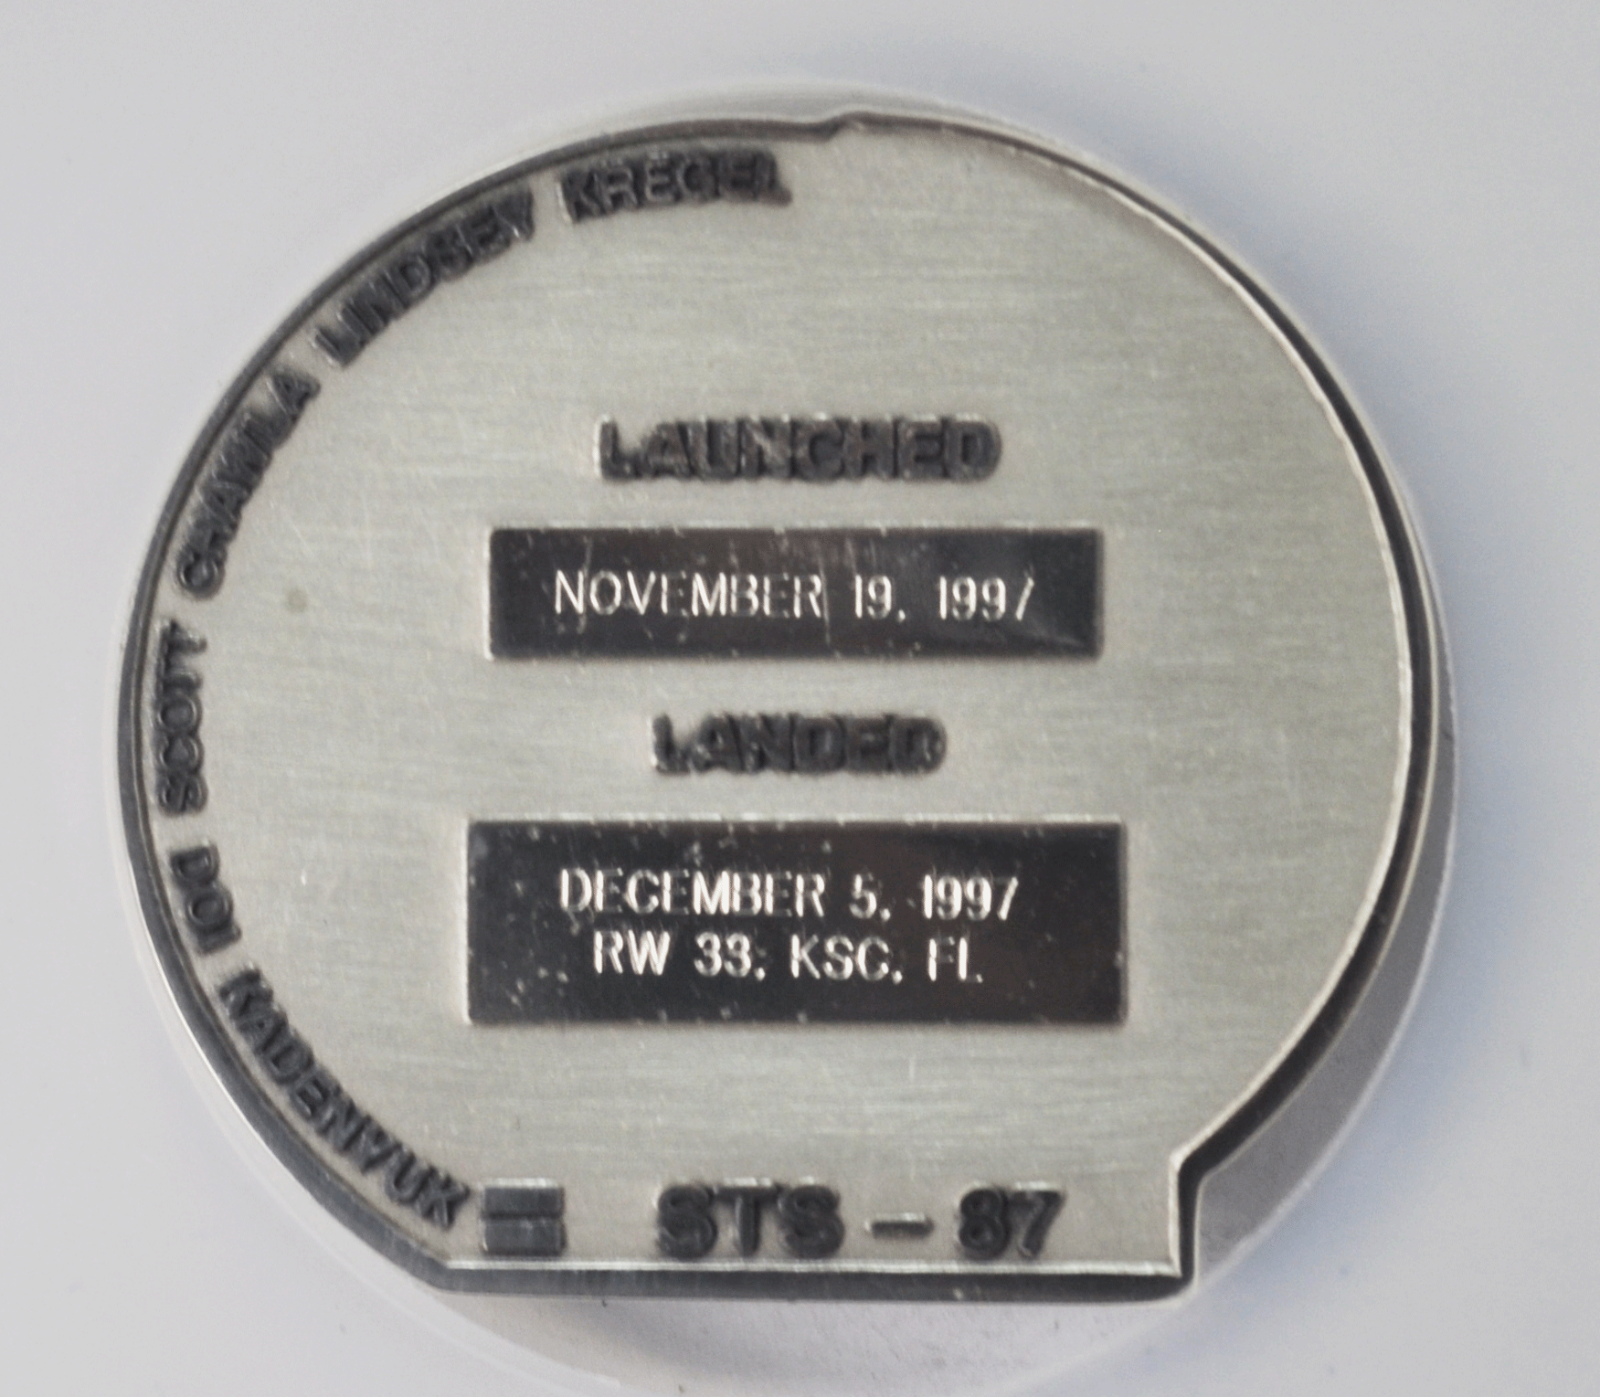 KADENYUK DOI SCOTT CHAWLA LINDSEY KREGEL
LAUNCHED
NOVEMBER 19, 1997
LANDED
DECEMBER 5, 1997
RW 33, KSC, FL
STS - 87